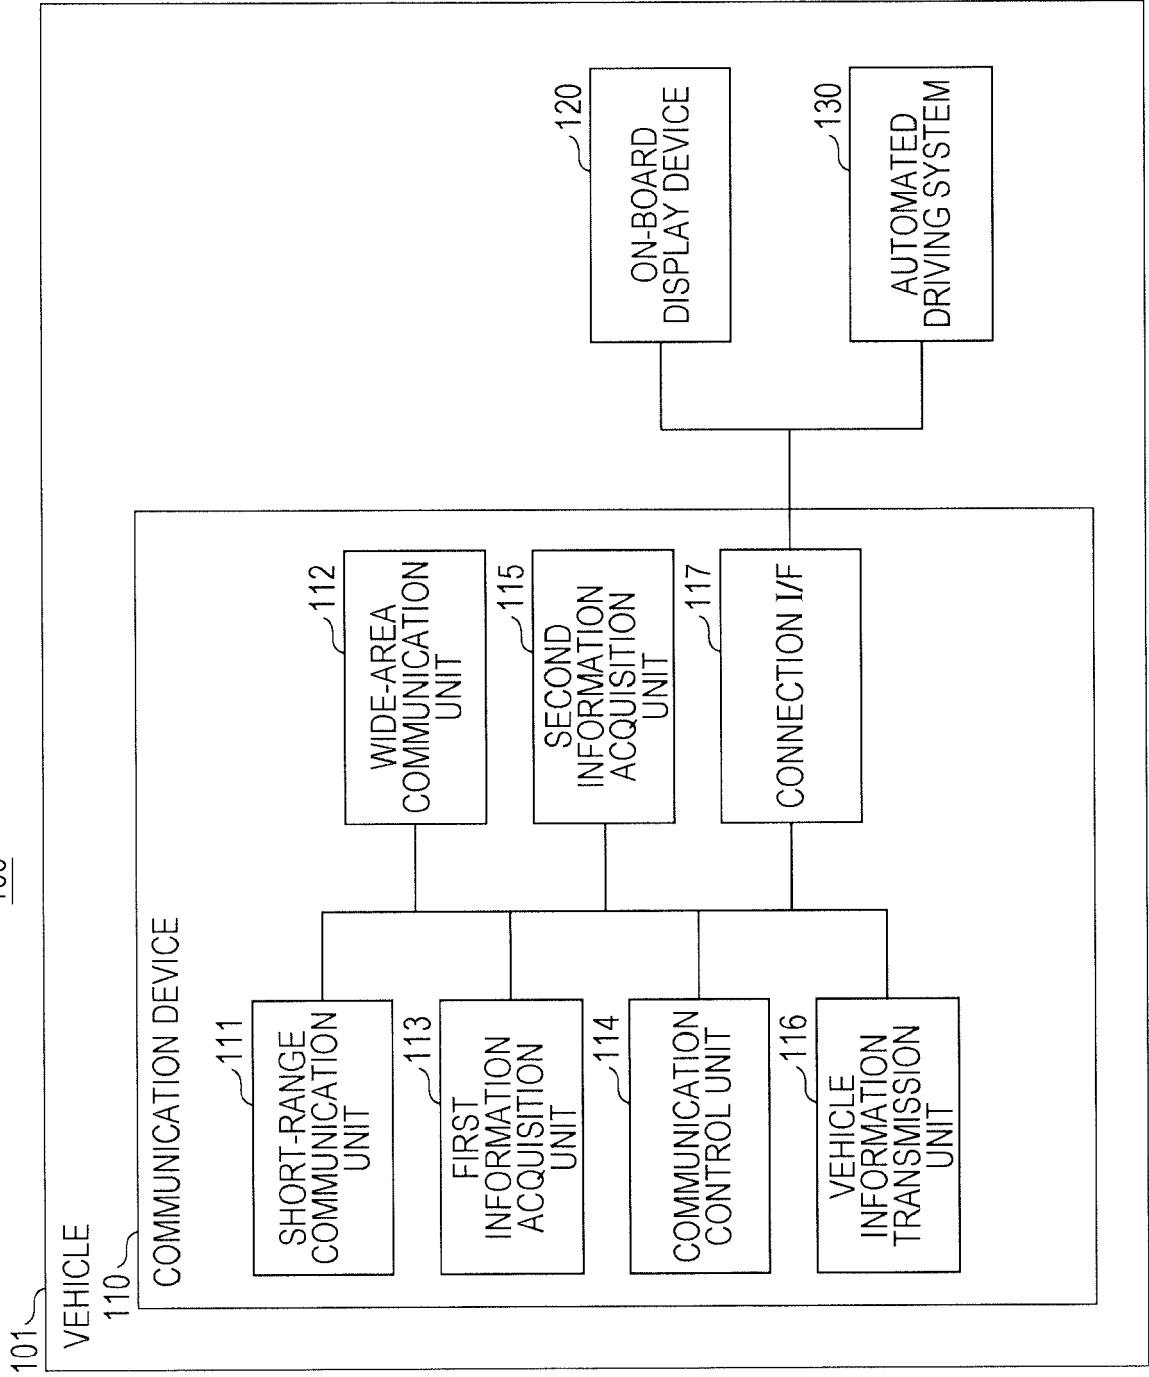 101
VEHICLE
110
COMMUNICATION DEVICE
111
SHORT-RANGE
COMMUNICATION
UNIT
112
WIDE-AREA
COMMUNICATION
UNIT
113
FIRST
INFORMATION
ACQUISITION
UNIT
115
SECOND
INFORMATION
ACQUISITION
UNIT
114
COMMUNICATION
CONTROL UNIT
117
CONNECTION I/F
116
VEHICLE
INFORMATION
TRANSMISSION
UNIT
120
ON-BOARD
DISPLAY DEVICE
130
AUTOMATED
DRIVING SYSTEM